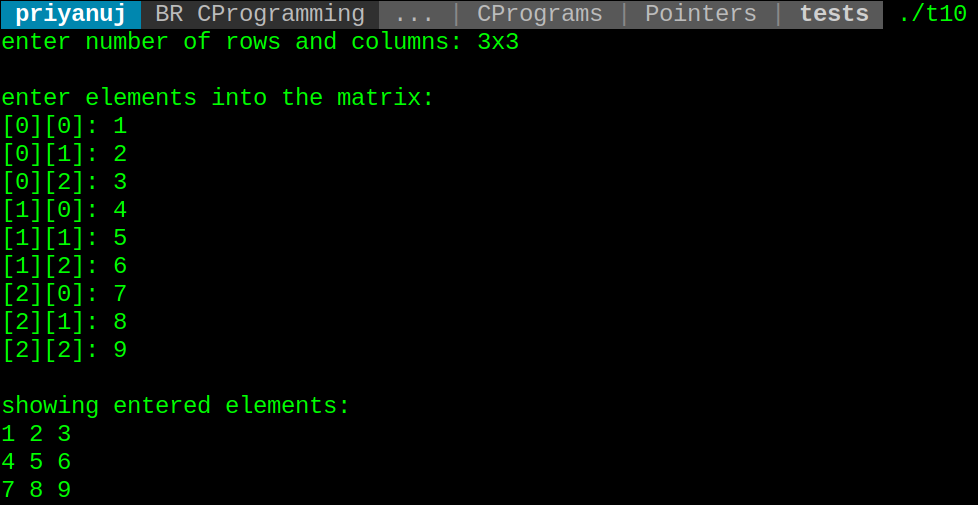 priyanuj BR CProgramming ... | CPrograms | Pointers | tests ./t10
enter number of rows and columns: 3x3
enter elements into the matrix:
[0][0]: 1
[0][1]: 2
[0][2]: 3
[1][0]: 4
[1][1]: 5
[1][2]: 6
[2][0]: 7
[2][1]: 8
[2][2]: 9
showing entered elements:
1 2 3
4 5 6
7 8 9